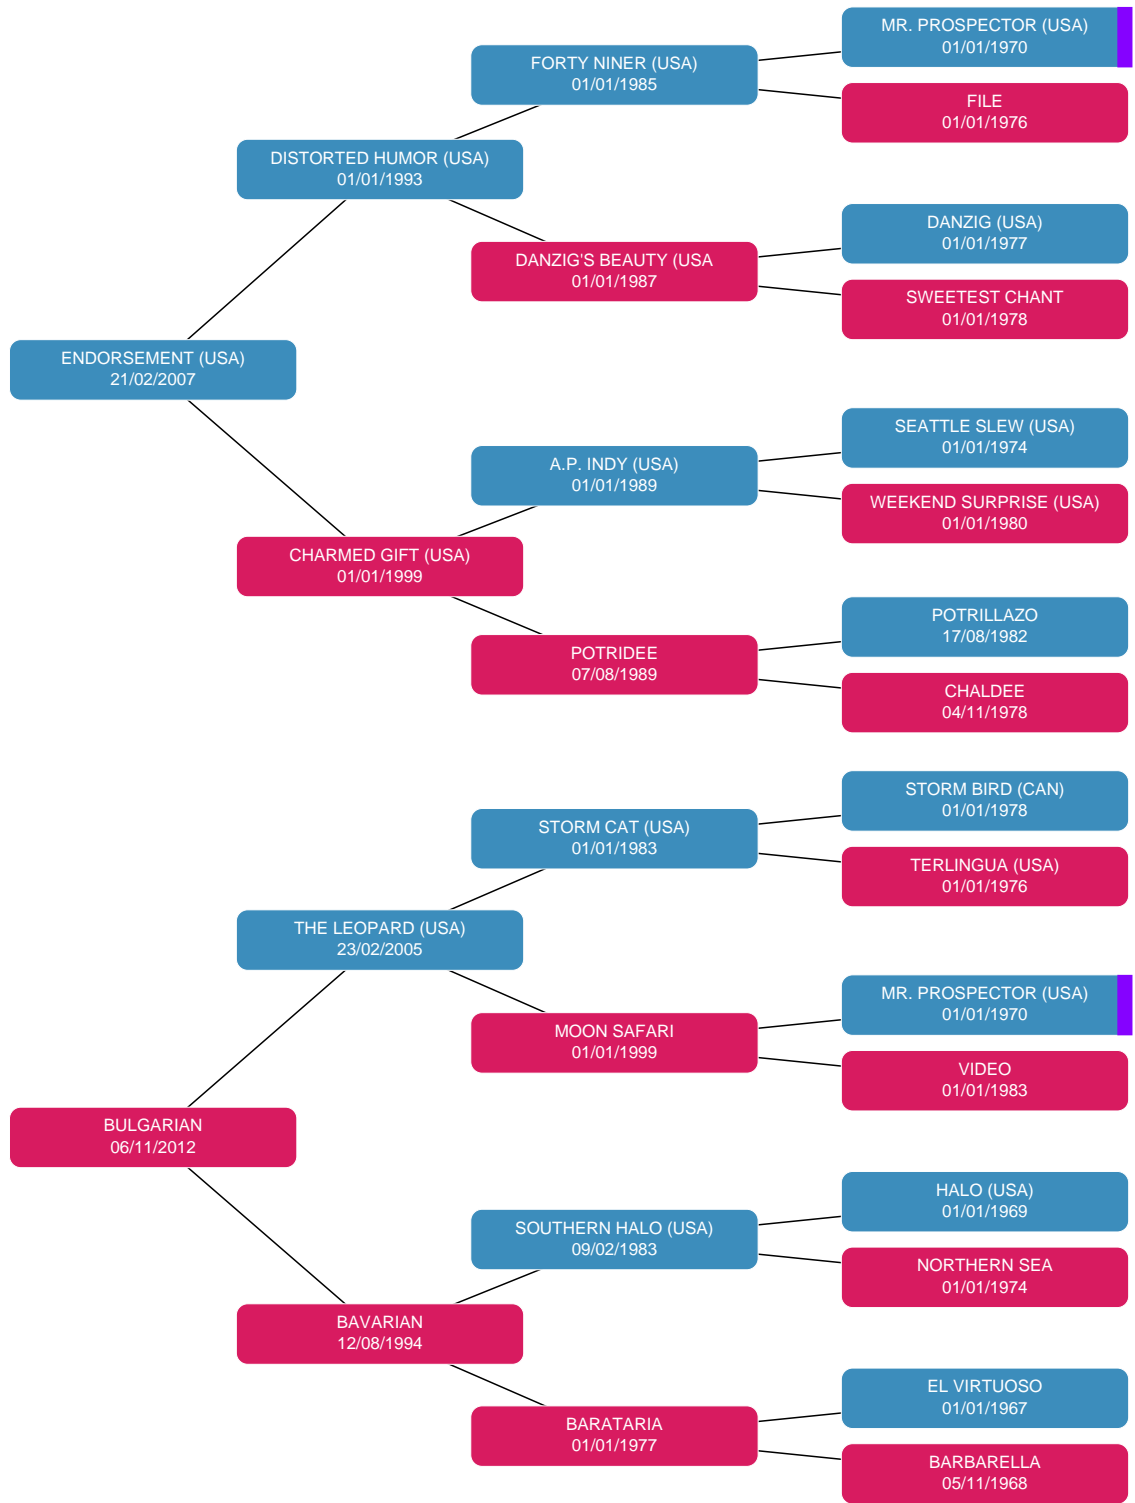 MR. PROSPECTOR (USA)
01/01/1970
FORTY NINER (USA)
01/01/1985
FILE
01/01/1976
DISTORTED HUMOR (USA)
01/01/1993
DANZIG (USA)
01/01/1977
DANZIG'S BEAUTY (USA
01/01/1987
SWEETEST CHANT
01/01/1978
ENDORSEMENT (USA)
21/02/2007
SEATTLE SLEW (USA)
01/01/1974
A.P. INDY (USA)
01/01/1989
WEEKEND SURPRISE (USA)
01/01/1980
CHARMED GIFT (USA)
01/01/1999
POTRILLAZO
17/08/1982
POTRIDEE
07/08/1989
CHALDEE
04/11/1978
STORM BIRD (CAN)
01/01/1978
STORM CAT (USA)
01/01/1983
TERLINGUA (USA)
01/01/1976
THE LEOPARD (USA)
23/02/2005
MR. PROSPECTOR (USA)
01/01/1970
MOON SAFARI
01/01/1999
VIDEO
01/01/1983
BULGARIAN
06/11/2012
HALO (USA)
01/01/1969
SOUTHERN HALO (USA)
09/02/1983
NORTHERN SEA
01/01/1974
BAVARIAN
12/08/1994
EL VIRTUOSO
01/01/1967
BARATARIA
01/01/1977
BARBARELLA
05/11/1968